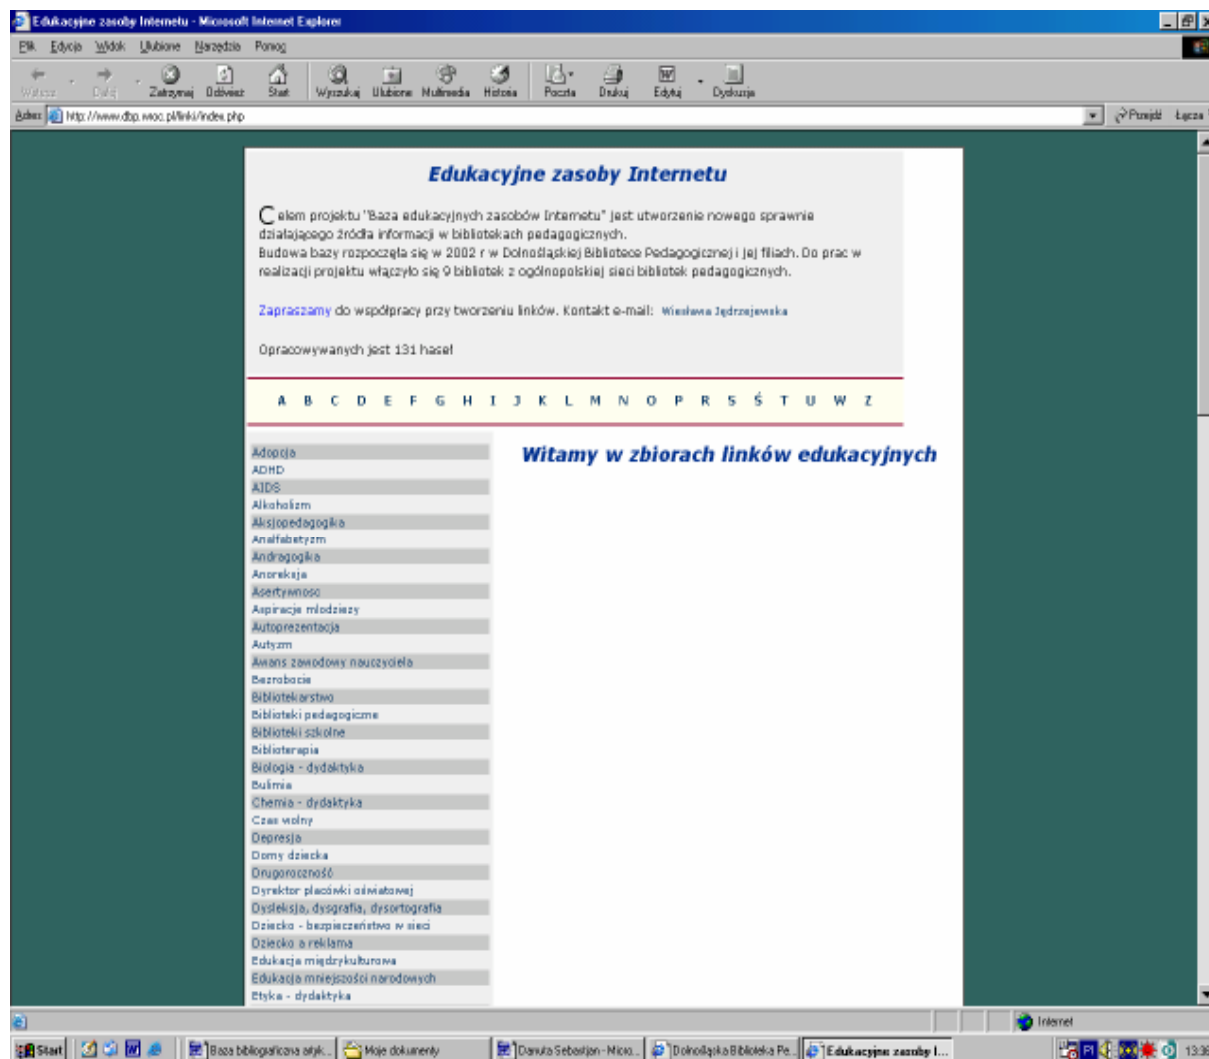 Edukacyjne zasoby Internetu - Microsoft Internet Explorer
Plik Edycja Widok Ulubione Narzędzia Pomoc
Wstecz Dalej Zatrzymaj Odśwież Start Wyszukaj Ulubione Multimedia Historia Poczta Drukuj Edytuj Dyskusja
Adres http://www.dbp.wroc.pl/linki/index.php Przejdź Łącza
Edukacyjne zasoby Internetu
Celem projektu "Baza edukacyjnych zasobów Internetu" jest utworzenie nowego sprawnie
działającego źródła informacji w bibliotekach pedagogicznych.
Budowa bazy rozpoczęła się w 2002 r w Dolnośląskiej Bibliotece Pedagogicznej i jej filiach. Do prac w
realizacji projektu włączyło się 9 bibliotek z ogólnopolskiej sieci bibliotek pedagogicznych.
Zapraszamy do współpracy przy tworzeniu linków. Kontakt e-mail: Wiesława Jędrzejewska
Opracowywanych jest 131 haseł
A B C D E F G H I J K L M N O P R S Ś T U W Z
Witamy w zbiorach linków edukacyjnych
Adopcja
ADHD
AIDS
Alkoholizm
Aksjopedagogika
Analfabetyzm
Andragogika
Anoreksja
Asertywnosc
Aspiracje mlodziezy
Autoprezentacja
Autyzm
Awans zawodowy nauczyciela
Bezrobocie
Bibliotekarstwo
Biblioteki pedagogiczne
Biblioteki szkolne
Biblioterapia
Biologia - dydaktyka
Bulimia
Chemia - dydaktyka
Czas wolny
Depresja
Domy dziecka
Drugoroczność
Dyrektor placówki oświatowej
Dysleksja, dysgrafia, dysortografia
Dziecko - bezpieczeństwo w sieci
Dziecko a reklama
Edukacja międzykulturowa
Edukacja mniejszości narodowych
Etyka - dydaktyka
Internet
Start Baza bibliograficzna artyk... Moje dokumenty Danuta Sebastjan - Micro... Dolnośląska Biblioteka Pe... Edukacyjne zasoby I... Pl